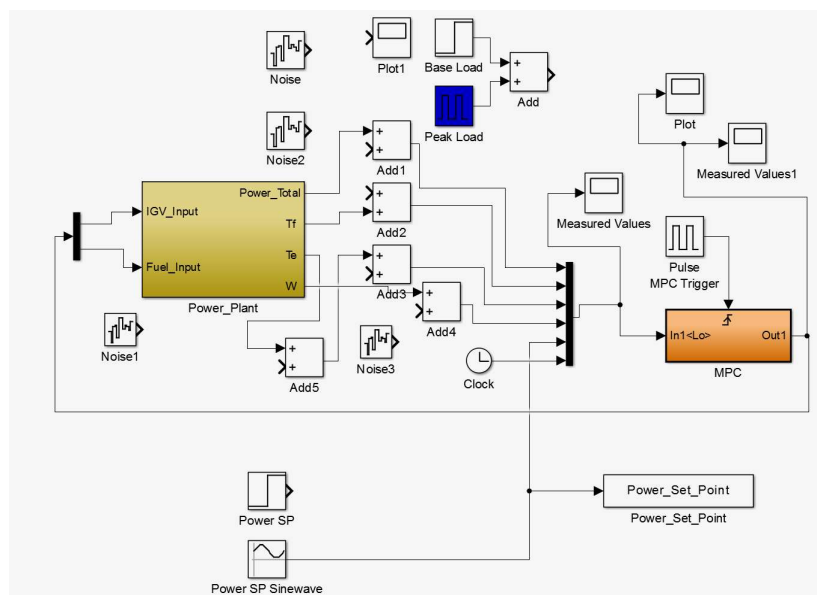 Noise
Plot1
Base Load
Add
Peak Load
Plot
Noise2
Add1
Measured Values1
Power_Total
IGV_Input
Tf
Add2
Measured Values
Te
Fuel_Input
W
Pulse
MPC Trigger
Power_Plant
Add3
Add4
Noise1
Add5
Noise3
Clock
In1<Lo>
Out1
MPC
Power_Set_Point
Power_Set_Point
Power SP
Power SP Sinewave